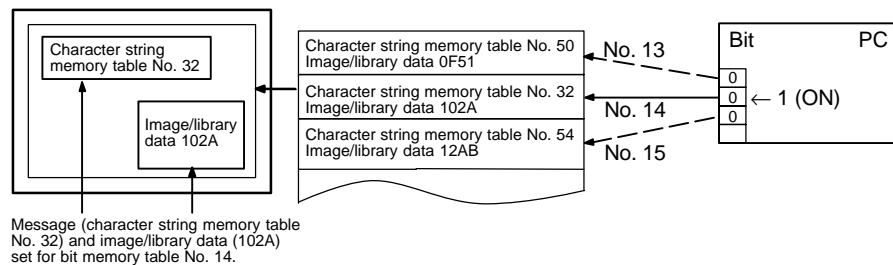 Character string
memory table No. 32
Image/library
data 102A
Message (character string memory table
No. 32) and image/library data (102A)
set for bit memory table No. 14.
Character string memory table No. 50
Image/library data 0F51
Character string memory table No. 32
Image/library data 102A
Character string memory table No. 54
Image/library data 12AB
No. 13
No. 14
No. 15
Bit PC
0
0 ← 1 (ON)
0